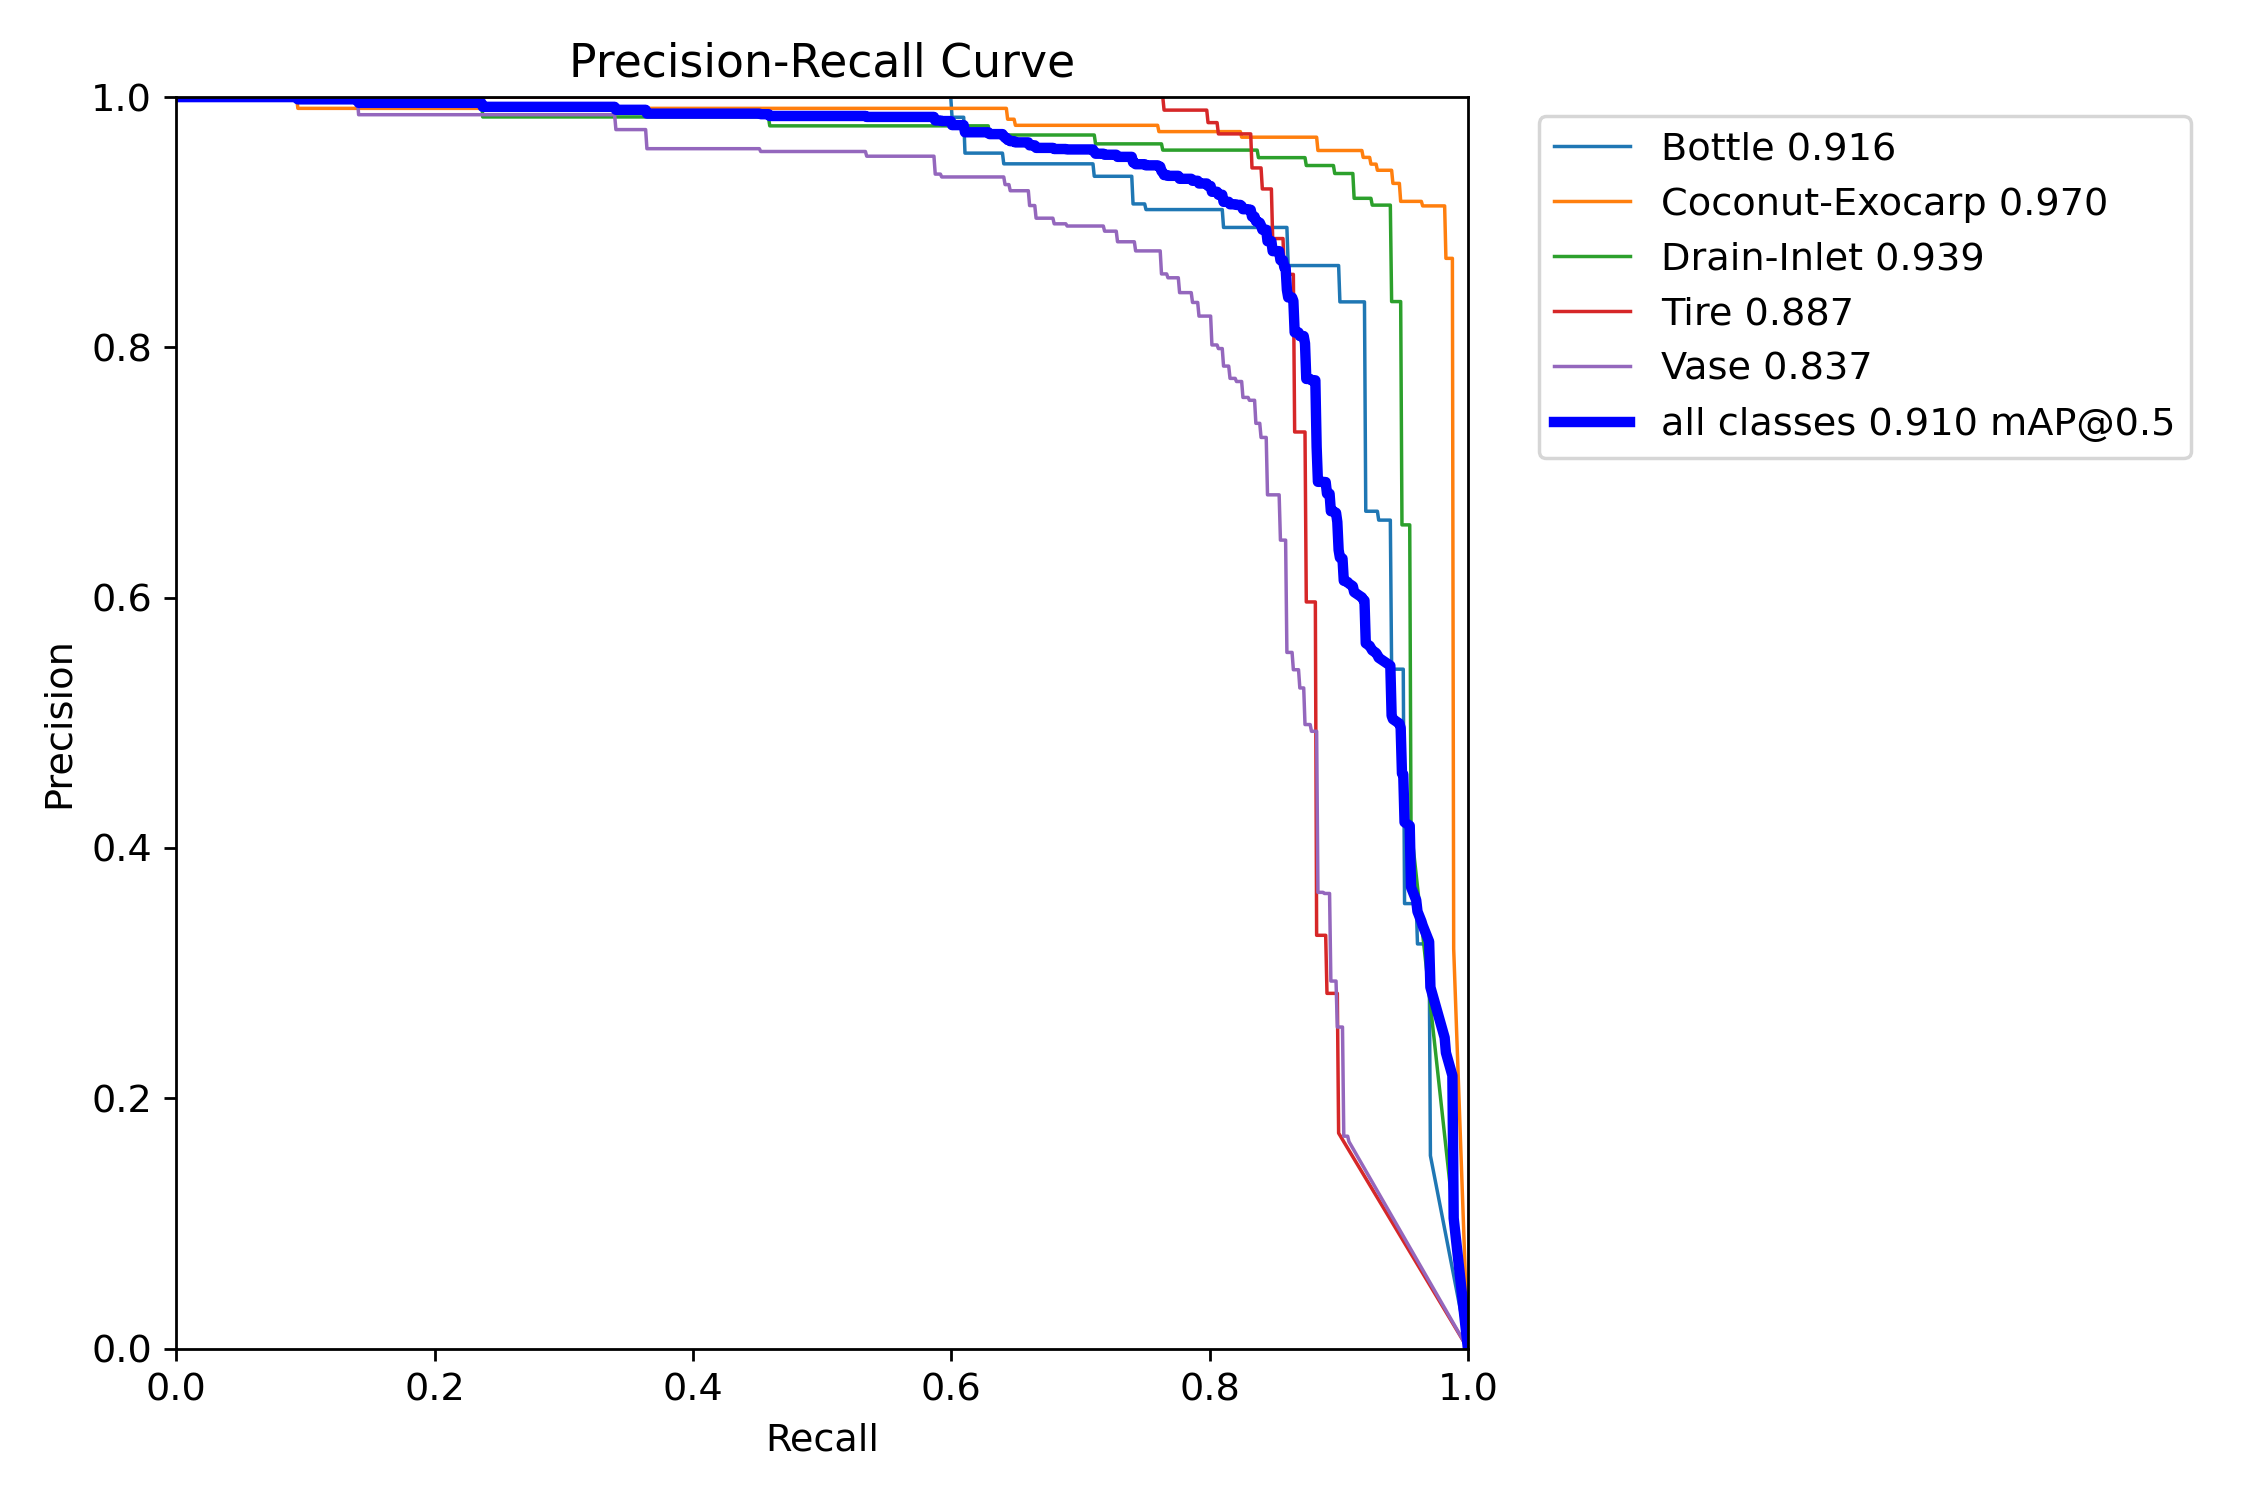 Precision-Recall Curve
1.0
0.8
0.6
0.4
0.2
0.0
Precision
0.0 0.2 0.4 0.6 0.8 1.0
Recall
Bottle 0.916
Coconut-Exocarp 0.970
Drain-Inlet 0.939
Tire 0.887
Vase 0.837
all classes 0.910 mAP@0.5